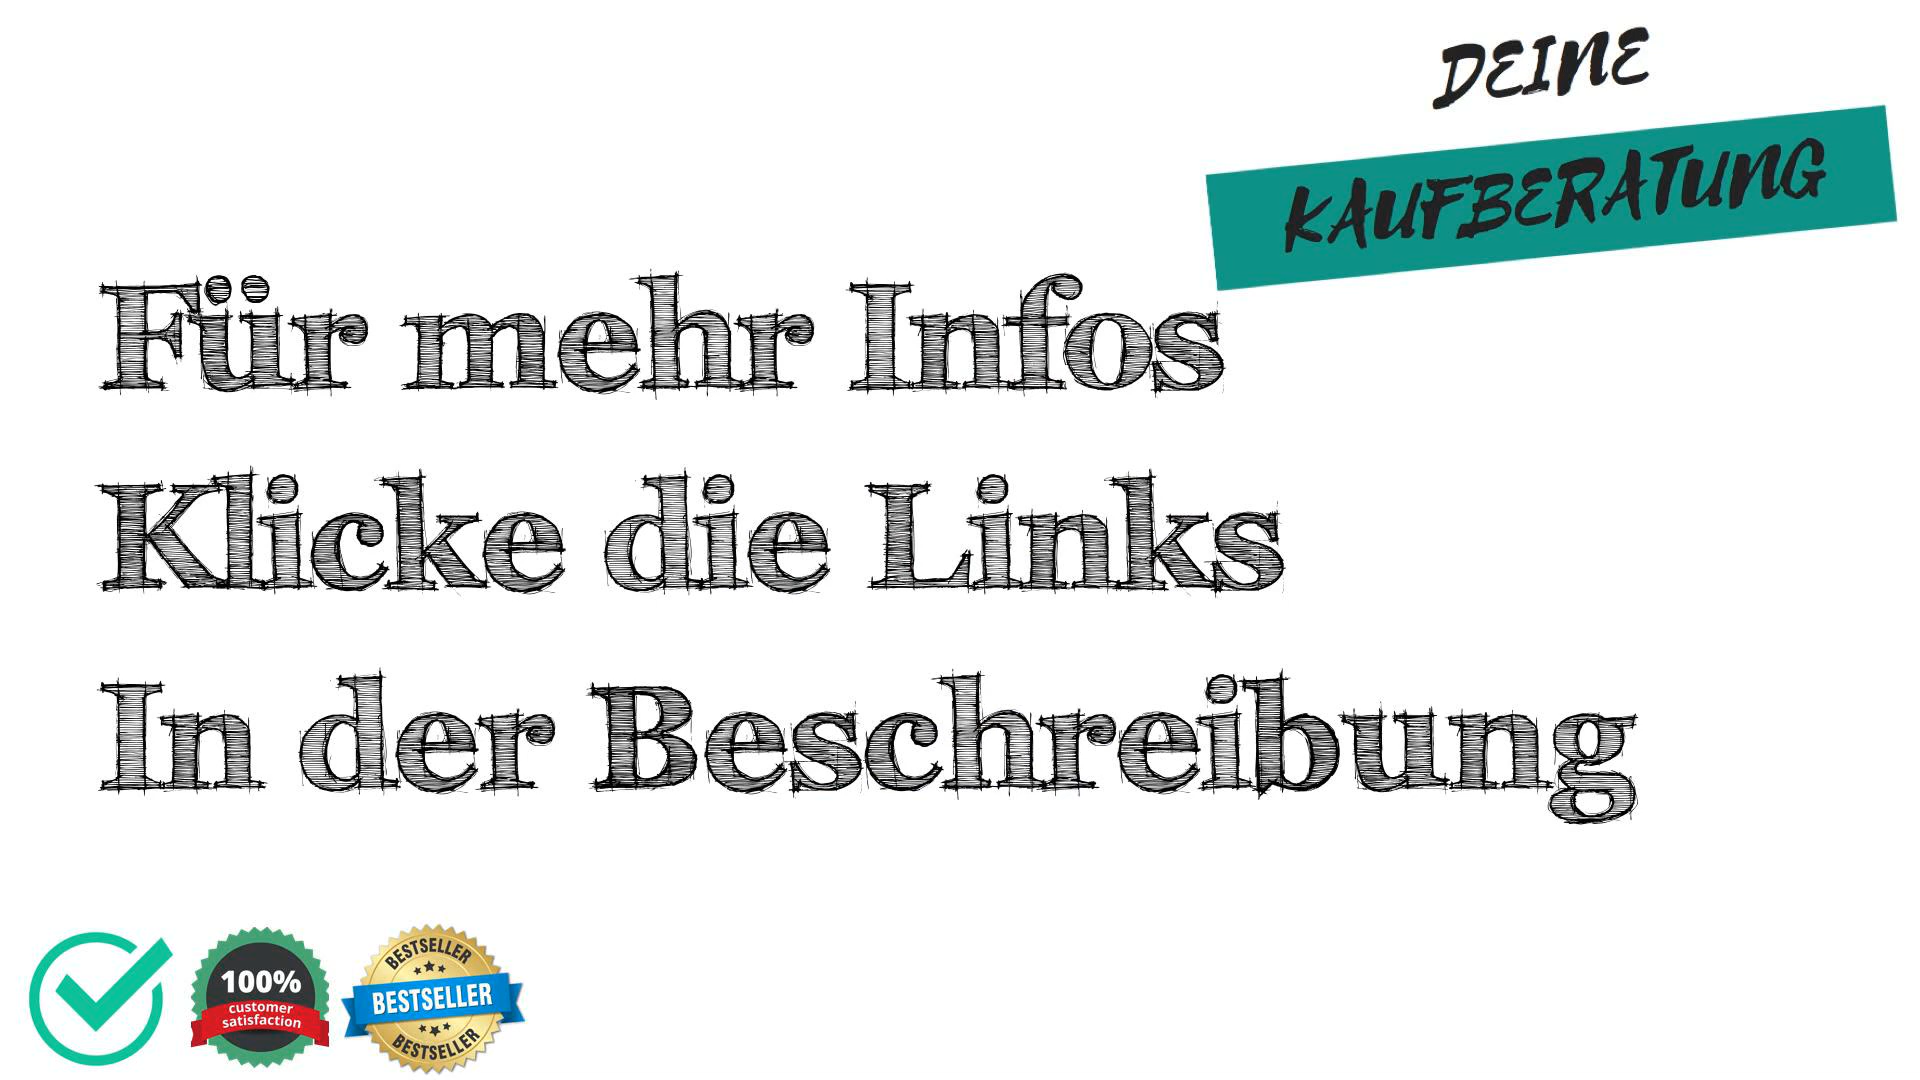 DEINE
KAUFBERATUNG
Für mehr Infos
Klicke die Links
In der Beschreibung
100%
customer
satisfaction
BESTSELLER
BESTSELLER
BESTSELLER